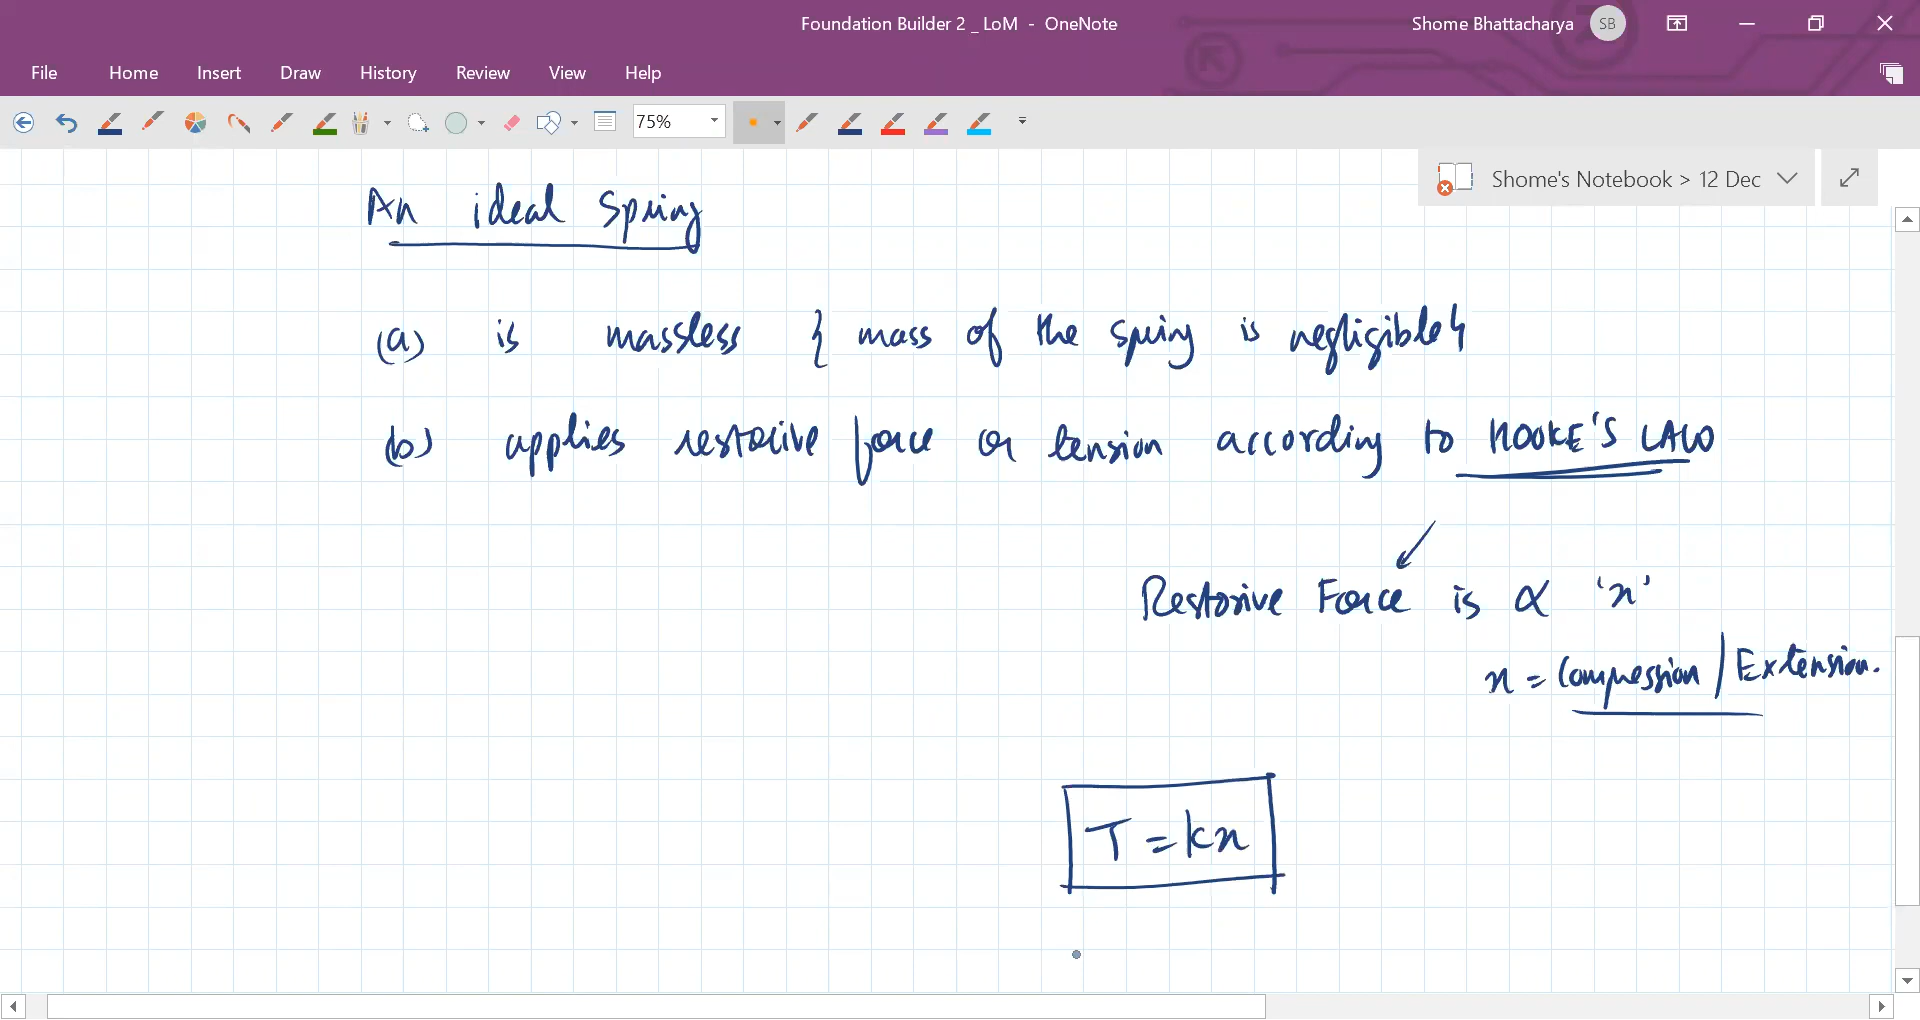 Foundation Builder 2 _ LoM - OneNote
Shome Bhattacharya SB
File Home Insert Draw History Review View Help
75%
Shome's Notebook > 12 Dec
An ideal Spring
(a) is massless { mass of the spring is negligible}
(b) applies restorive force or tension according to HOOKE'S LAW
Restorive Force is ∝ 'x'
x = Compression / Extension.
T = kx